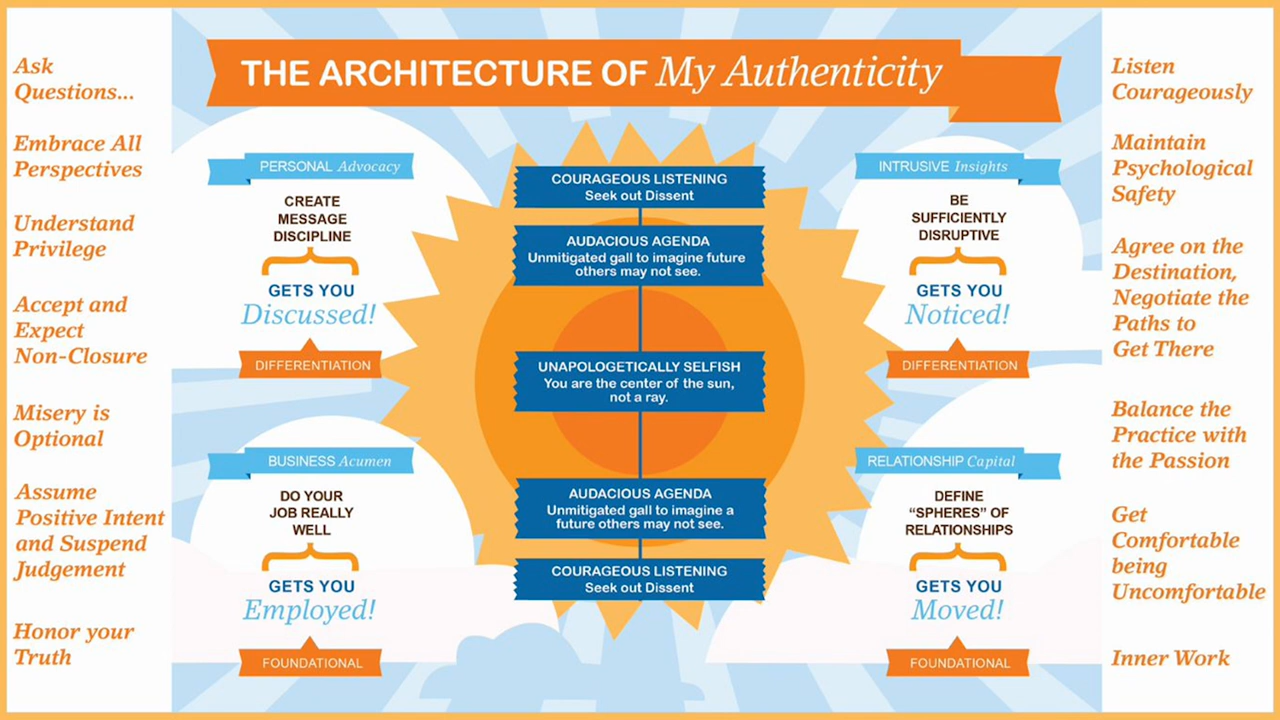 THE ARCHITECTURE OF My Authenticity
Ask
Questions...
Embrace All
Perspectives
Understand
Privilege
Accept and
Expect
Non-Closure
Misery is
Optional
Assume
Positive Intent
and Suspend
Judgement
Honor your
Truth
PERSONAL Advocacy
CREATE
MESSAGE
DISCIPLINE
GETS YOU
Discussed!
DIFFERENTIATION
BUSINESS Acumen
DO YOUR
JOB REALLY
WELL
GETS YOU
Employed!
FOUNDATIONAL
COURAGEOUS LISTENING
Seek out Dissent
AUDACIOUS AGENDA
Unmitigated gall to imagine future
others may not see.
UNAPOLOGETICALLY SELFISH
You are the center of the sun,
not a ray.
AUDACIOUS AGENDA
Unmitigated gall to imagine a
future others may not see.
COURAGEOUS LISTENING
Seek out Dissent
INTRUSIVE Insights
BE
SUFFICIENTLY
DISRUPTIVE
GETS YOU
Noticed!
DIFFERENTIATION
RELATIONSHIP Capital
DEFINE
“SPHERES” OF
RELATIONSHIPS
GETS YOU
Moved!
FOUNDATIONAL
Listen
Courageously
Maintain
Psychological
Safety
Agree on the
Destination,
Negotiate the
Paths to
Get There
Balance the
Practice with
the Passion
Get
Comfortable
being
Uncomfortable
Inner Work